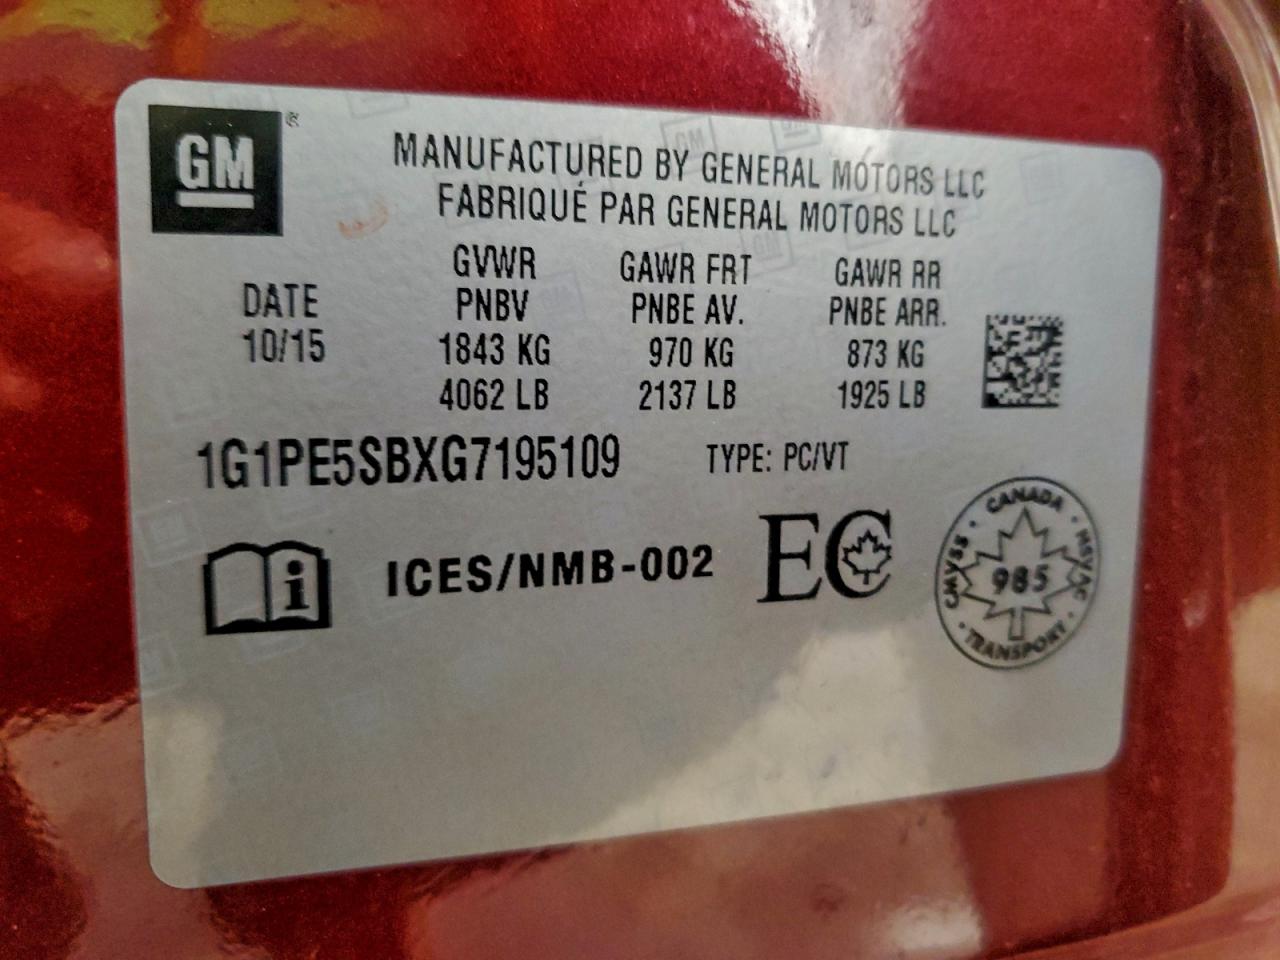 GM
MANUFACTURED BY GENERAL MOTORS LLC
FABRIQUÉ PAR GENERAL MOTORS LLC
DATE
10/15
GVWR
PNBV
1843 KG
4062 LB
GAWR FRT
PNBE AV.
970 KG
2137 LB
GAWR RR
PNBE ARR.
873 KG
1925 LB
1G1PE5SBXG7195109 TYPE: PC/VT
i ICES/NMB-002 EC
CANADA
CMVSS · NSVAC
985
TRANSPORT